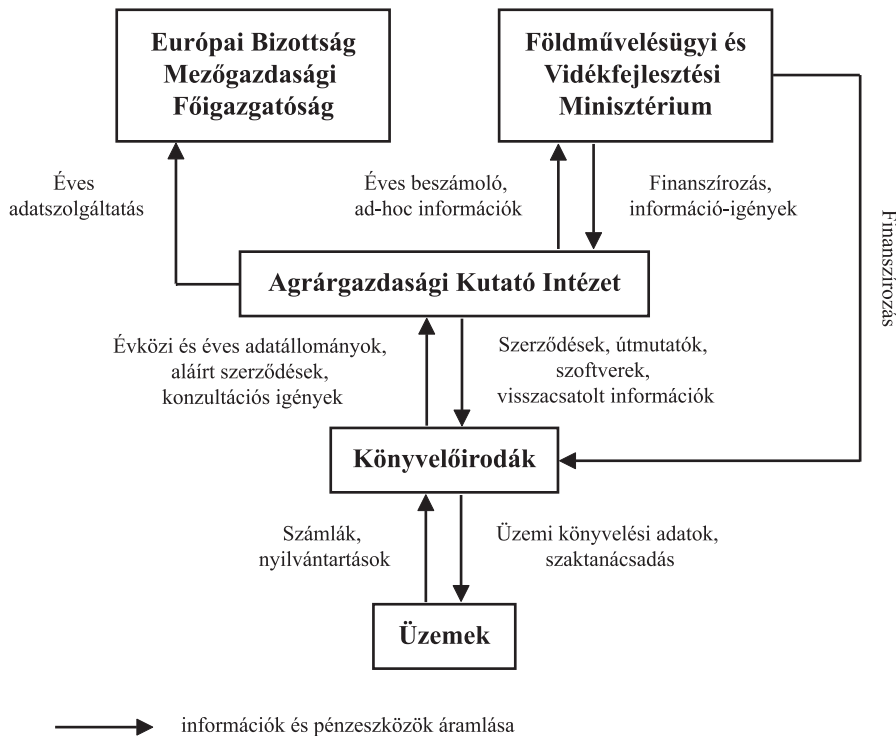 Európai Bizottság
Mezőgazdasági
Főigazgatóság
Földművelésügyi és
Vidékfejlesztési
Minisztérium
Éves
adatszolgáltatás
Éves beszámoló,
ad-hoc információk
Finanszírozás,
információ-igények
Finanszírozás
Agrárgazdasági Kutató Intézet
Évközi és éves adatállományok,
aláírt szerződések,
konzultációs igények
Szerződések, útmutatók,
szoftverek,
visszacsatolt információk
Könyvelőirodák
Számlák,
nyilvántartások
Üzemi könyvelési adatok,
szaktanácsadás
Üzemek
információk és pénzeszközök áramlása